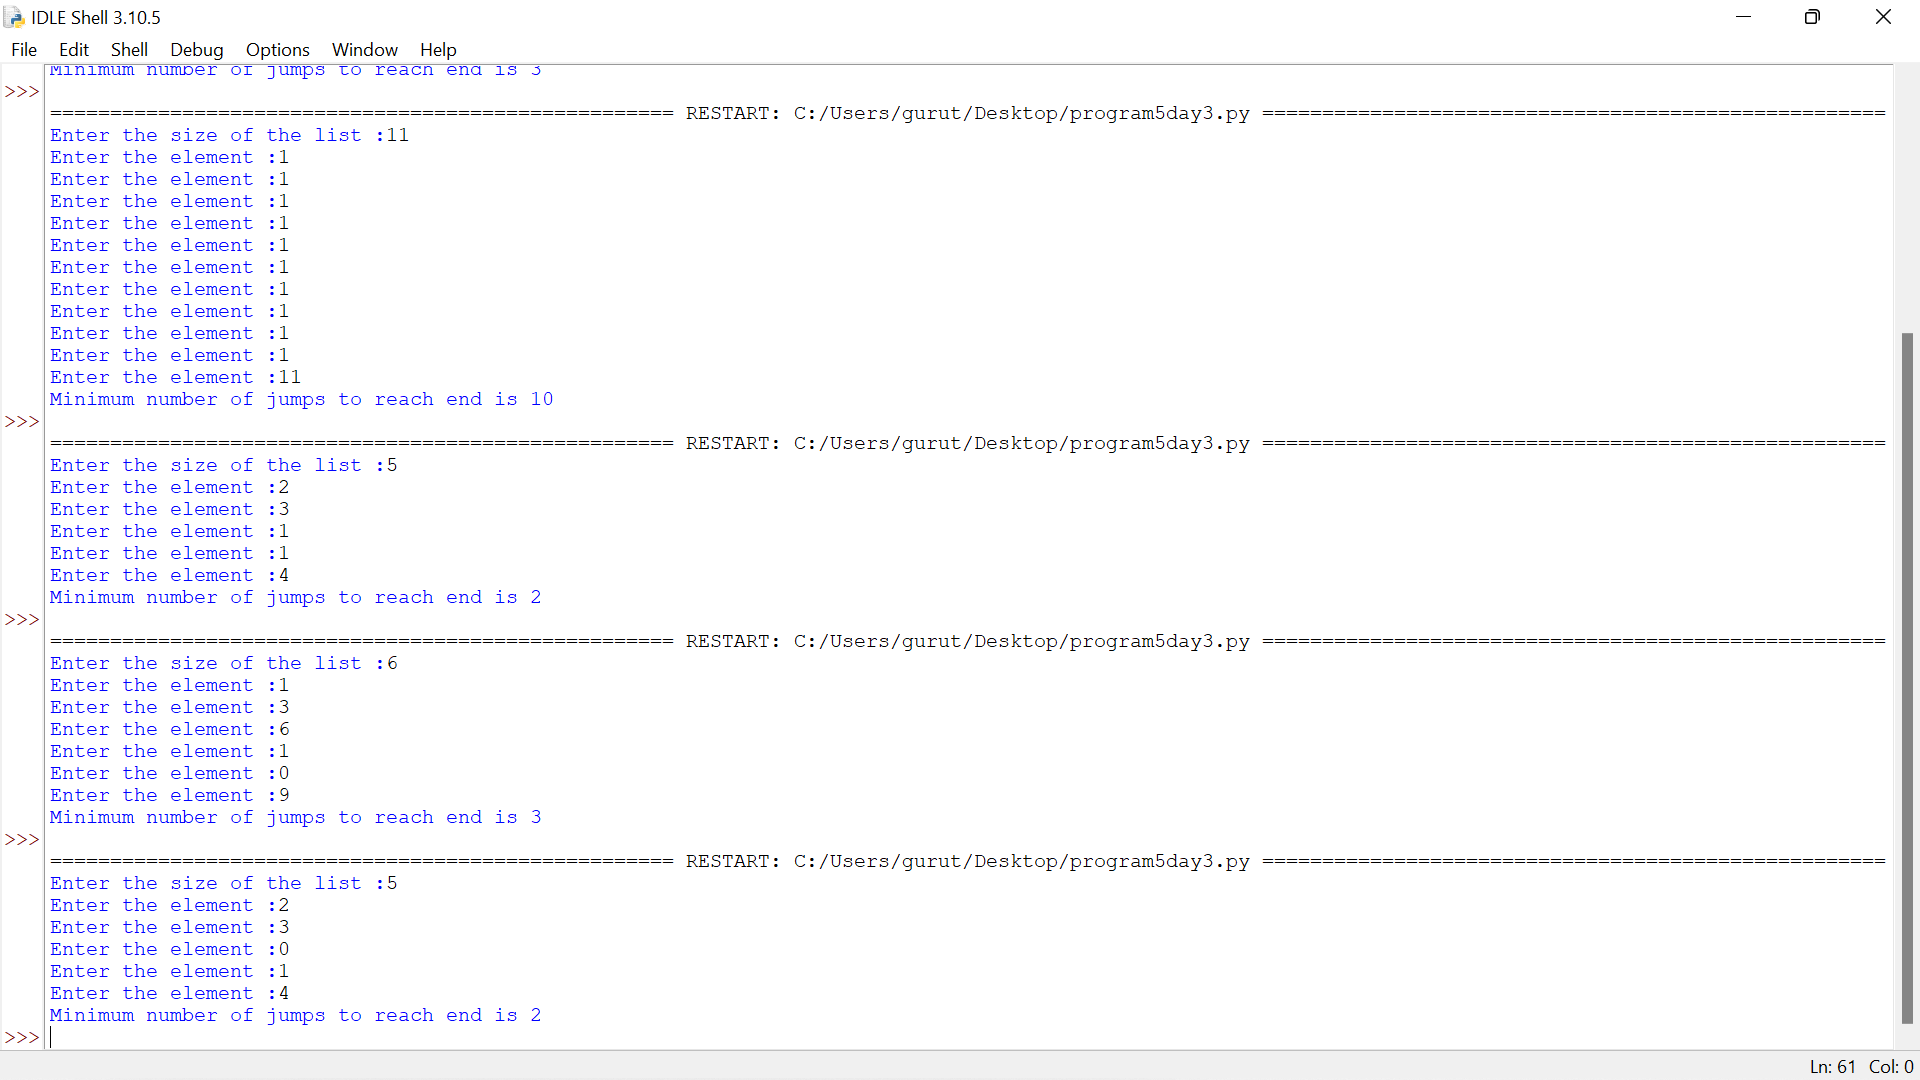 IDLE Shell 3.10.5
File Edit Shell Debug Options Window Help
Minimum number of jumps to reach end is 3
>>>
==================================================== RESTART: C:/Users/gurut/Desktop/program5day3.py ====================================================
Enter the size of the list :11
Enter the element :1
Enter the element :1
Enter the element :1
Enter the element :1
Enter the element :1
Enter the element :1
Enter the element :1
Enter the element :1
Enter the element :1
Enter the element :1
Enter the element :11
Minimum number of jumps to reach end is 10
>>>
==================================================== RESTART: C:/Users/gurut/Desktop/program5day3.py ====================================================
Enter the size of the list :5
Enter the element :2
Enter the element :3
Enter the element :1
Enter the element :1
Enter the element :4
Minimum number of jumps to reach end is 2
>>>
==================================================== RESTART: C:/Users/gurut/Desktop/program5day3.py ====================================================
Enter the size of the list :6
Enter the element :1
Enter the element :3
Enter the element :6
Enter the element :1
Enter the element :0
Enter the element :9
Minimum number of jumps to reach end is 3
>>>
==================================================== RESTART: C:/Users/gurut/Desktop/program5day3.py ====================================================
Enter the size of the list :5
Enter the element :2
Enter the element :3
Enter the element :0
Enter the element :1
Enter the element :4
Minimum number of jumps to reach end is 2
>>>
Ln: 61 Col: 0